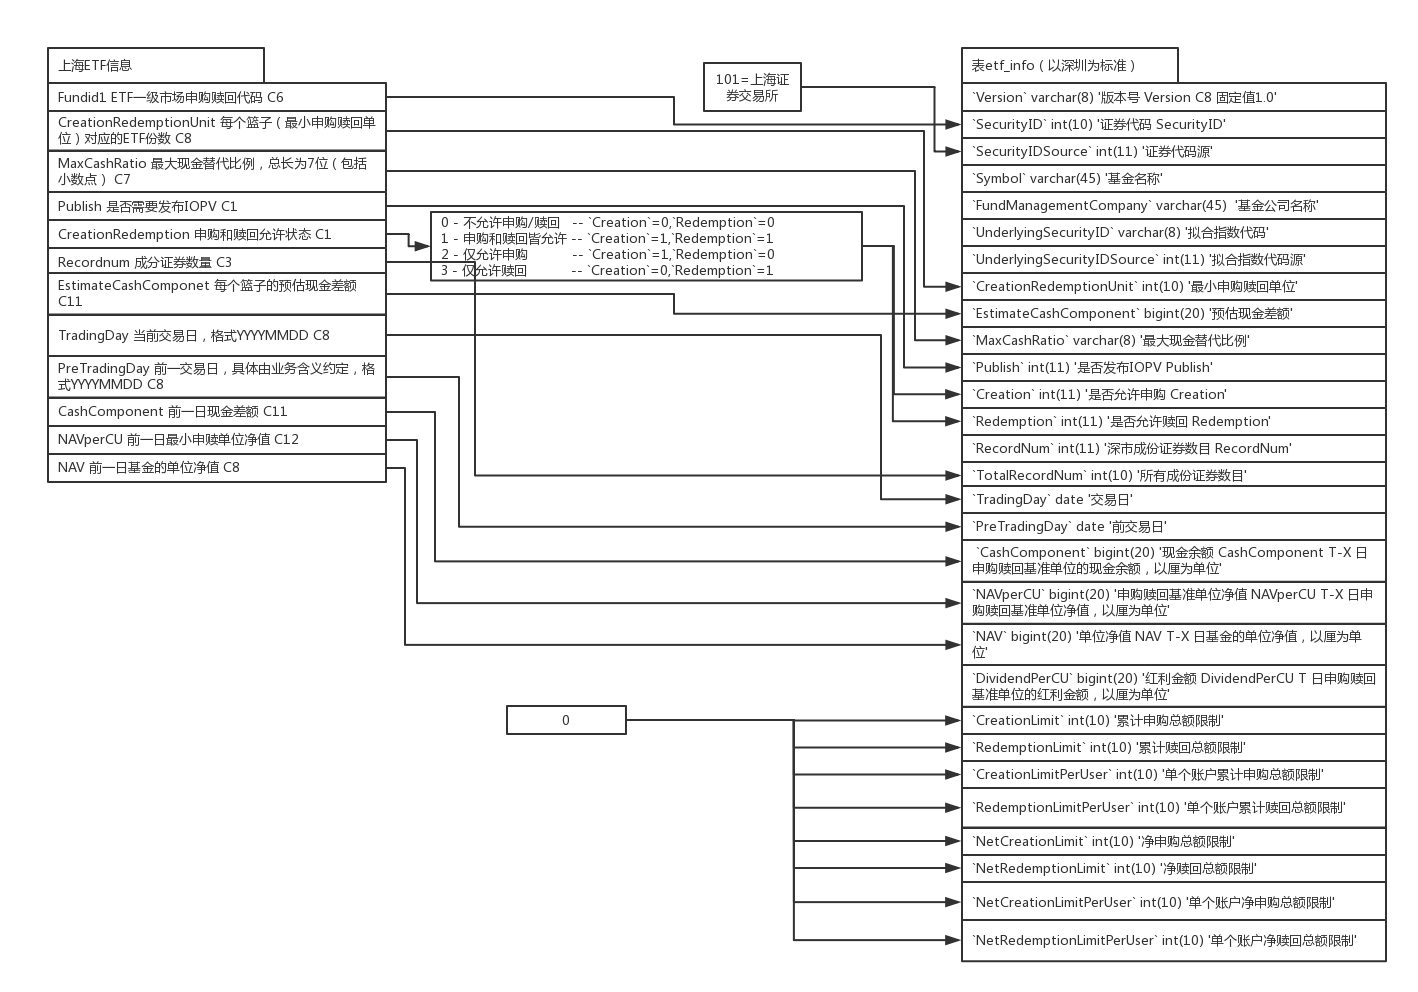 上海ETF信息
Fundid1 ETF一级市场申购赎回代码 C6
CreationRedemptionUnit 每个篮子（最小申购赎回单
位）对应的ETF份数 C8
MaxCashRatio 最大现金替代比例，总长为7位（包括
小数点） C7
Publish 是否需要发布IOPV C1
CreationRedemption 申购和赎回允许状态 C1
Recordnum 成分证券数量 C3
EstimateCashComponet 每个篮子的预估现金差额
C11
TradingDay 当前交易日，格式YYYYMMDD C8
PreTradingDay 前一交易日，具体由业务含义约定，格
式YYYYMMDD C8
CashComponent 前一日现金差额 C11
NAVperCU 前一日最小申赎单位净值 C12
NAV 前一日基金的单位净值 C8
101=上海证
券交易所
0 - 不允许申购/赎回 -- `Creation`=0,`Redemption`=0
1 - 申购和赎回皆允许 -- `Creation`=1,`Redemption`=1
2 - 仅允许申购 -- `Creation`=1,`Redemption`=0
3 - 仅允许赎回 -- `Creation`=0,`Redemption`=1
0
表etf_info（以深圳为标准）
`Version` varchar(8) '版本号 Version C8 固定值1.0'
`SecurityID` int(10) '证券代码 SecurityID'
`SecurityIDSource` int(11) '证券代码源'
`Symbol` varchar(45) '基金名称'
`FundManagementCompany` varchar(45) '基金公司名称'
`UnderlyingSecurityID` varchar(8) '拟合指数代码'
`UnderlyingSecurityIDSource` int(11) '拟合指数代码源'
`CreationRedemptionUnit` int(10) '最小申购赎回单位'
`EstimateCashComponent` bigint(20) '预估现金差额'
`MaxCashRatio` varchar(8) '最大现金替代比例'
`Publish` int(11) '是否发布IOPV Publish'
`Creation` int(11) '是否允许申购 Creation'
`Redemption` int(11) '是否允许赎回 Redemption'
`RecordNum` int(11) '深市成份证券数目 RecordNum'
`TotalRecordNum` int(10) '所有成份证券数目'
`TradingDay` date '交易日'
`PreTradingDay` date '前交易日'
`CashComponent` bigint(20) '现金余额 CashComponent T-X 日
申购赎回基准单位的现金余额，以厘为单位'
`NAVperCU` bigint(20) '申购赎回基准单位净值 NAVperCU T-X 日申
购赎回基准单位净值，以厘为单位'
`NAV` bigint(20) '单位净值 NAV T-X 日基金的单位净值，以厘为单
位'
`DividendPerCU` bigint(20) '红利金额 DividendPerCU T 日申购赎回
基准单位的红利金额，以厘为单位'
`CreationLimit` int(10) '累计申购总额限制'
`RedemptionLimit` int(10) '累计赎回总额限制'
`CreationLimitPerUser` int(10) '单个账户累计申购总额限制'
`RedemptionLimitPerUser` int(10) '单个账户累计赎回总额限制'
`NetCreationLimit` int(10) '净申购总额限制'
`NetRedemptionLimit` int(10) '净赎回总额限制'
`NetCreationLimitPerUser` int(10) '单个账户净申购总额限制'
`NetRedemptionLimitPerUser` int(10) '单个账户净赎回总额限制'